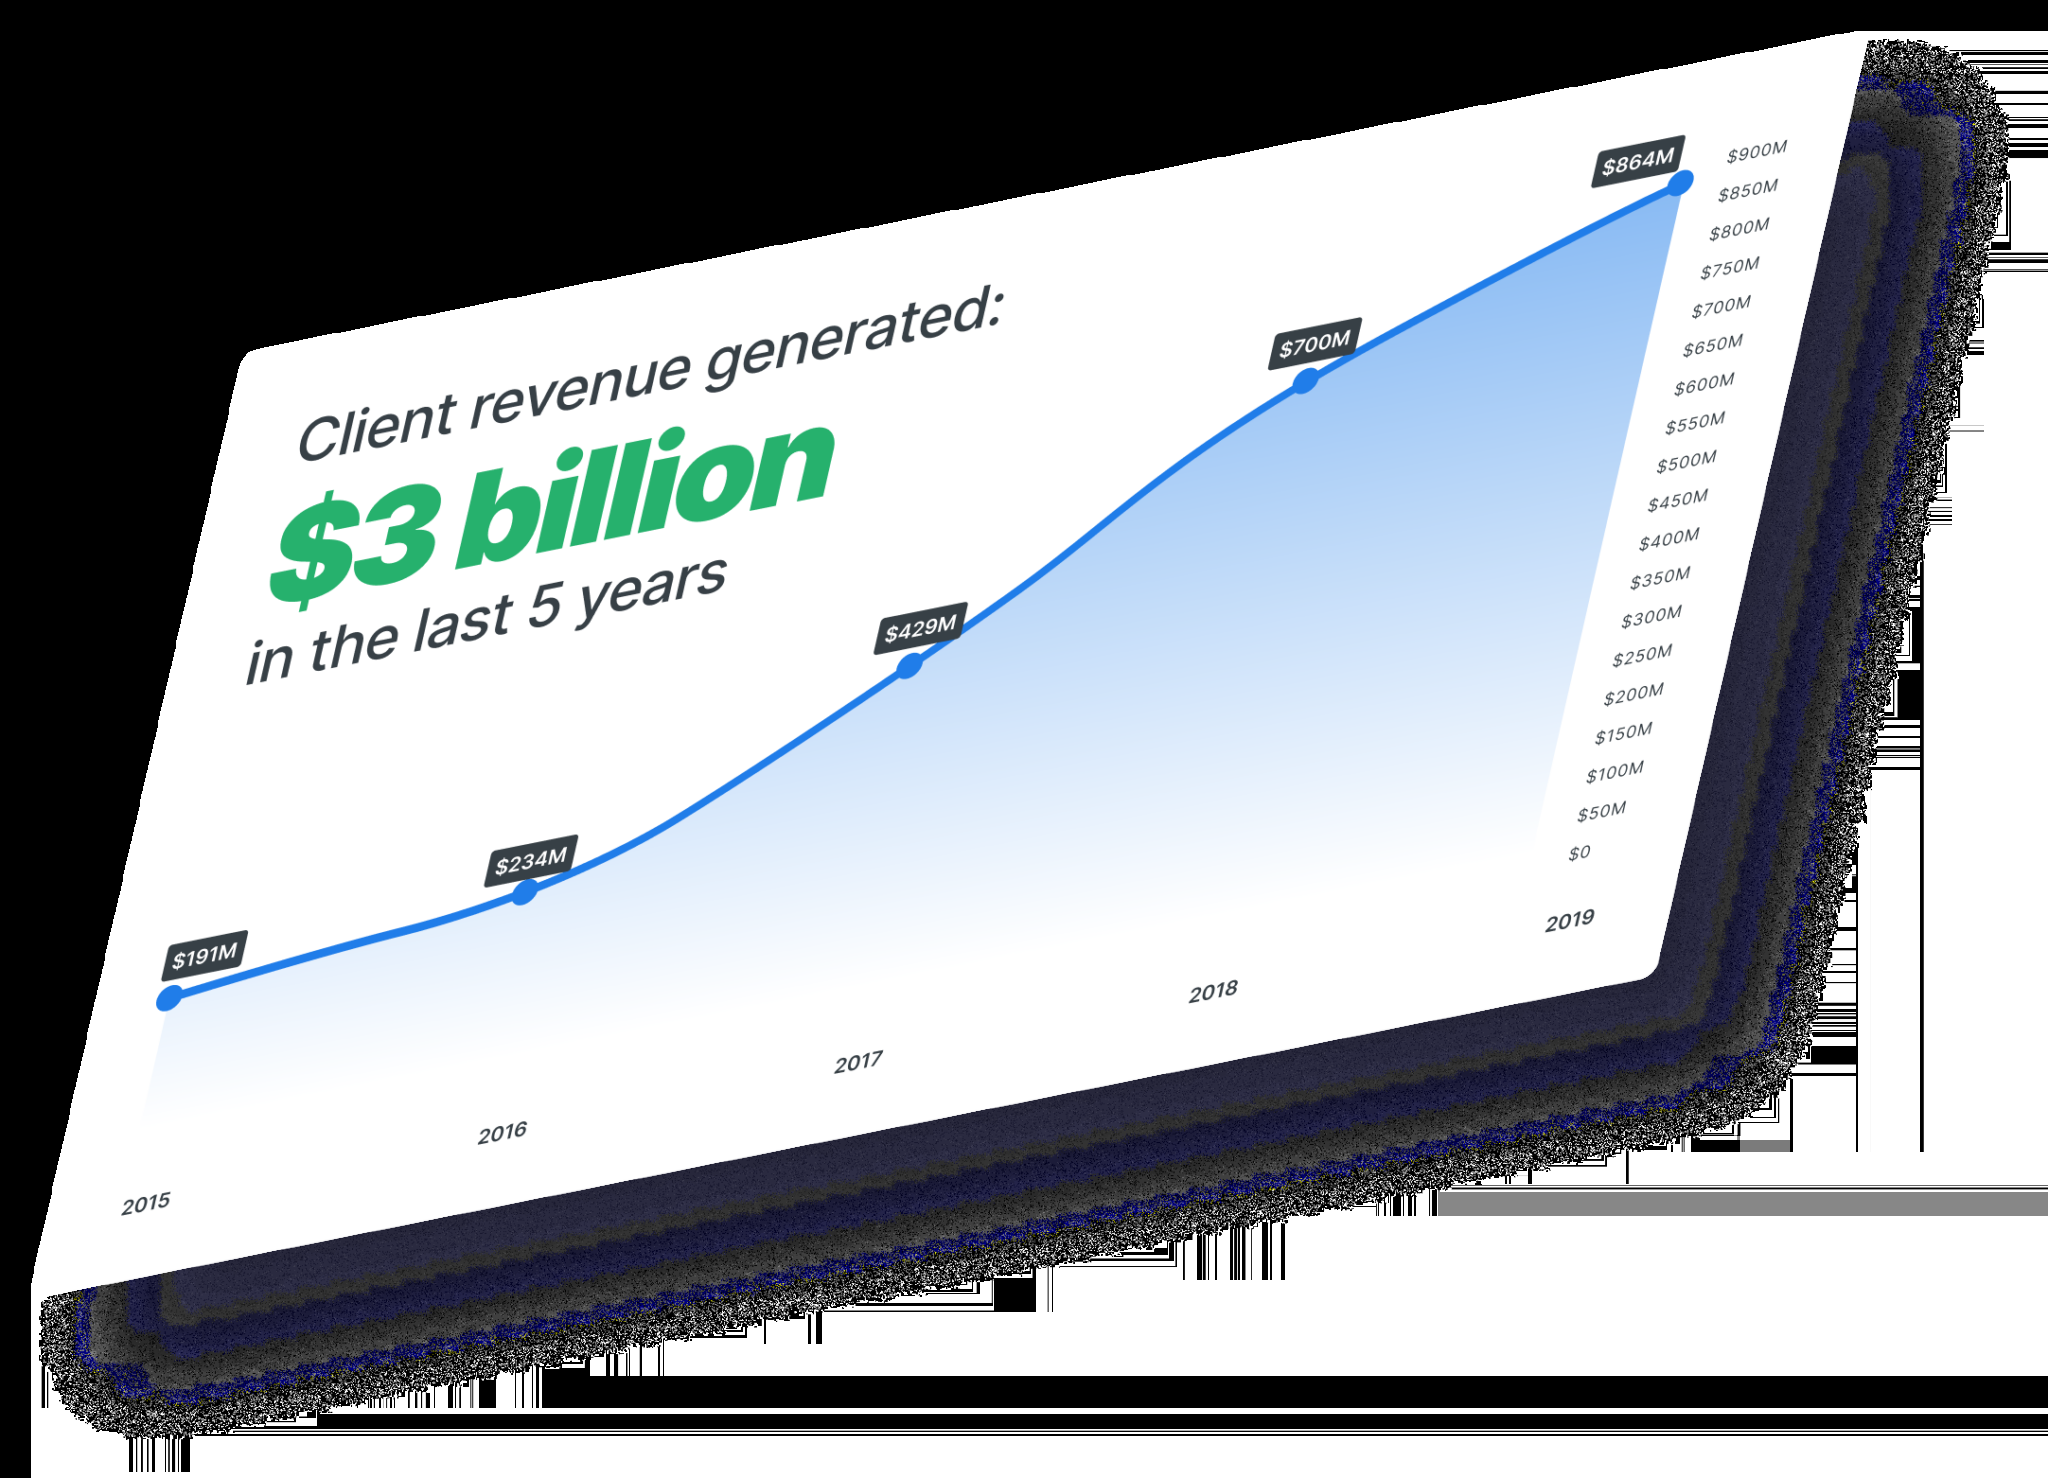 Client revenue generated:
$3 billion
in the last 5 years
$191M
$234M
$429M
$700M
$864M
$900M
$850M
$800M
$750M
$700M
$650M
$600M
$550M
$500M
$450M
$400M
$350M
$300M
$250M
$200M
$150M
$100M
$50M
$0
2015
2016
2017
2018
2019